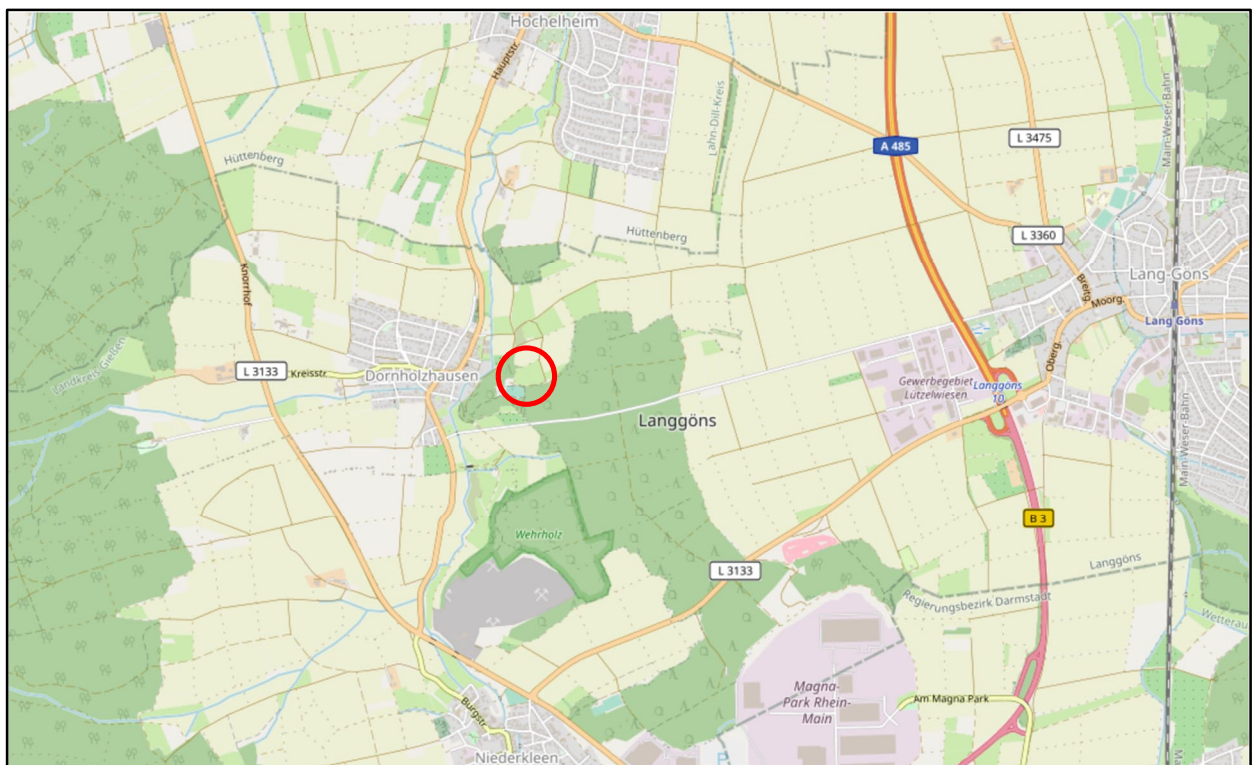 Hochelheim
Hauptstr.
Lahn-Dill-Kreis
A 485
L 3475
Main-Weser-Bahn
Hüttenberg
Hüttenberg
L 3360
Lang-Göns
Breitg.
Moorg.
Lang Göns
Knorrhof
Landkreis Gießen
L 3133
Kreisstr.
Dornholzhausen
Gewerbegebiet
Lützelwiesen
Langgöns
10
Obergr.
Langgöns
Main-Weser-Bahn
B 3
Wehrholz
L 3133
Langgöns
Regierungsbezirk Darmstadt
Wetterau
Magna-
Park Rhein-
Main
Am Magna Park
Burgstr.
Niederkleen